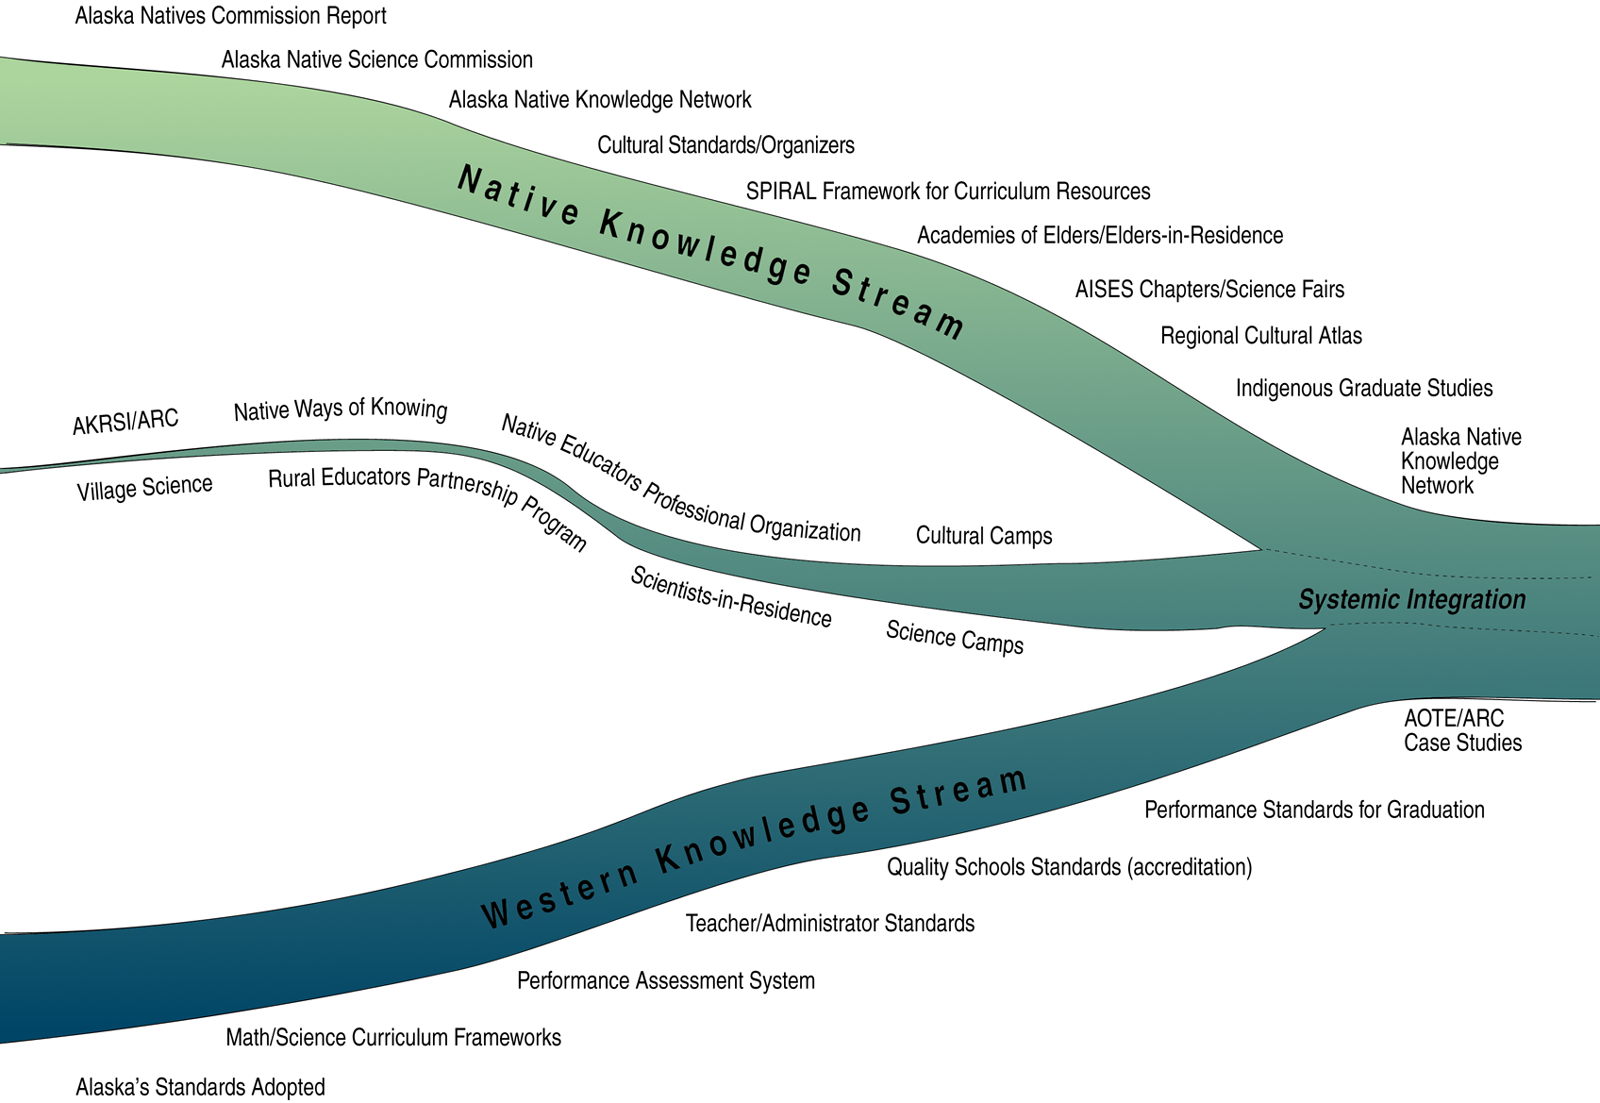 Alaska Natives Commission Report
Alaska Native Science Commission
Alaska Native Knowledge Network
Cultural Standards/Organizers
SPIRAL Framework for Curriculum Resources
Academies of Elders/Elders-in-Residence
AISES Chapters/Science Fairs
Regional Cultural Atlas
Indigenous Graduate Studies
Alaska Native
Knowledge
Network
Native Knowledge Stream
AKRSI/ARC
Native Ways of Knowing
Native Educators Professional Organization
Cultural Camps
Village Science
Rural Educators Partnership Program
Scientists-in-Residence
Science Camps
Systemic Integration
Western Knowledge Stream
AOTE/ARC
Case Studies
Performance Standards for Graduation
Quality Schools Standards (accreditation)
Teacher/Administrator Standards
Performance Assessment System
Math/Science Curriculum Frameworks
Alaska’s Standards Adopted